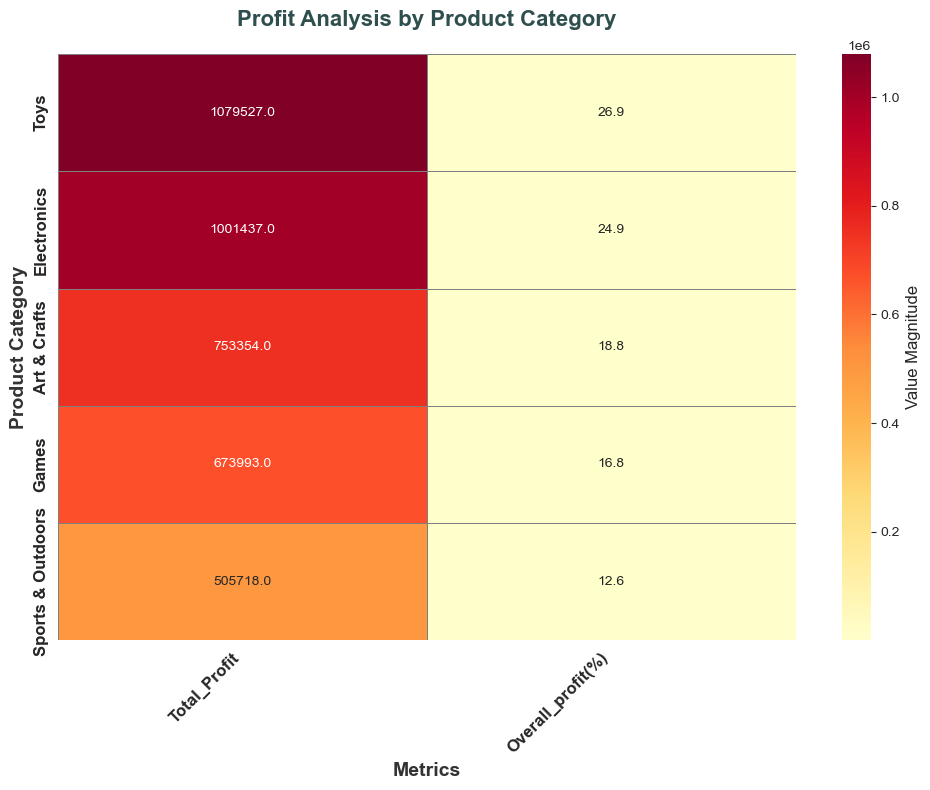 Profit Analysis by Product Category
1e6
Toys
1079527.0
26.9
Electronics
1001437.0
24.9
Art & Crafts
753354.0
18.8
Games
673993.0
16.8
Sports & Outdoors
505718.0
12.6
Product Category
Total_Profit
Overall_profit(%)
Metrics
1.0
0.8
0.6
0.4
0.2
Value Magnitude